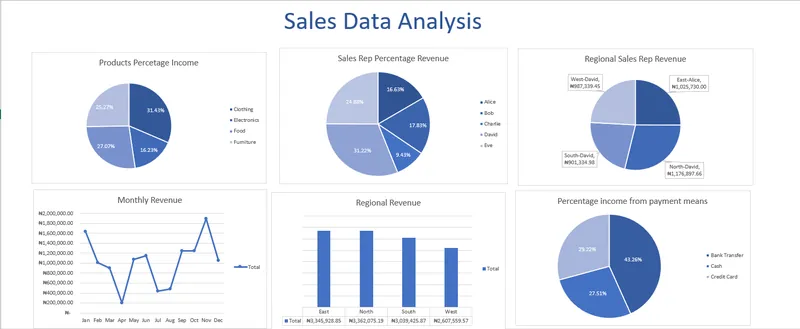 Sales Data Analysis
Products Percetage Income
31.43%
16.23%
27.07%
25.27%
Clothing
Electronics
Food
Furniture
Sales Rep Percentage Revenue
16.63%
17.83%
9.43%
31.22%
Alice
Bob
Charlie
David
Eve
Regional Sales Rep Revenue
West-David,
₦987,339.45
East-Alice,
₦1,015,730.00
South-David,
₦901,334.98
North-David,
₦1,176,897.66
Monthly Revenue
₦2,000,000.00
₦1,800,000.00
₦1,600,000.00
₦1,400,000.00
₦1,200,000.00
₦1,000,000.00
₦800,000.00
₦600,000.00
₦400,000.00
₦200,000.00
₦-
Jan Feb Mar Apr May Jun Jul Aug Sep Oct Nov Dec
Total
Regional Revenue
East North South West
Total ₦3,345,928.85 ₦3,362,075.19 ₦3,039,425.87 ₦2,607,559.57
Total
Percentage income from payment means
43.26%
27.51%
Bank Transfer
Cash
Credit Card